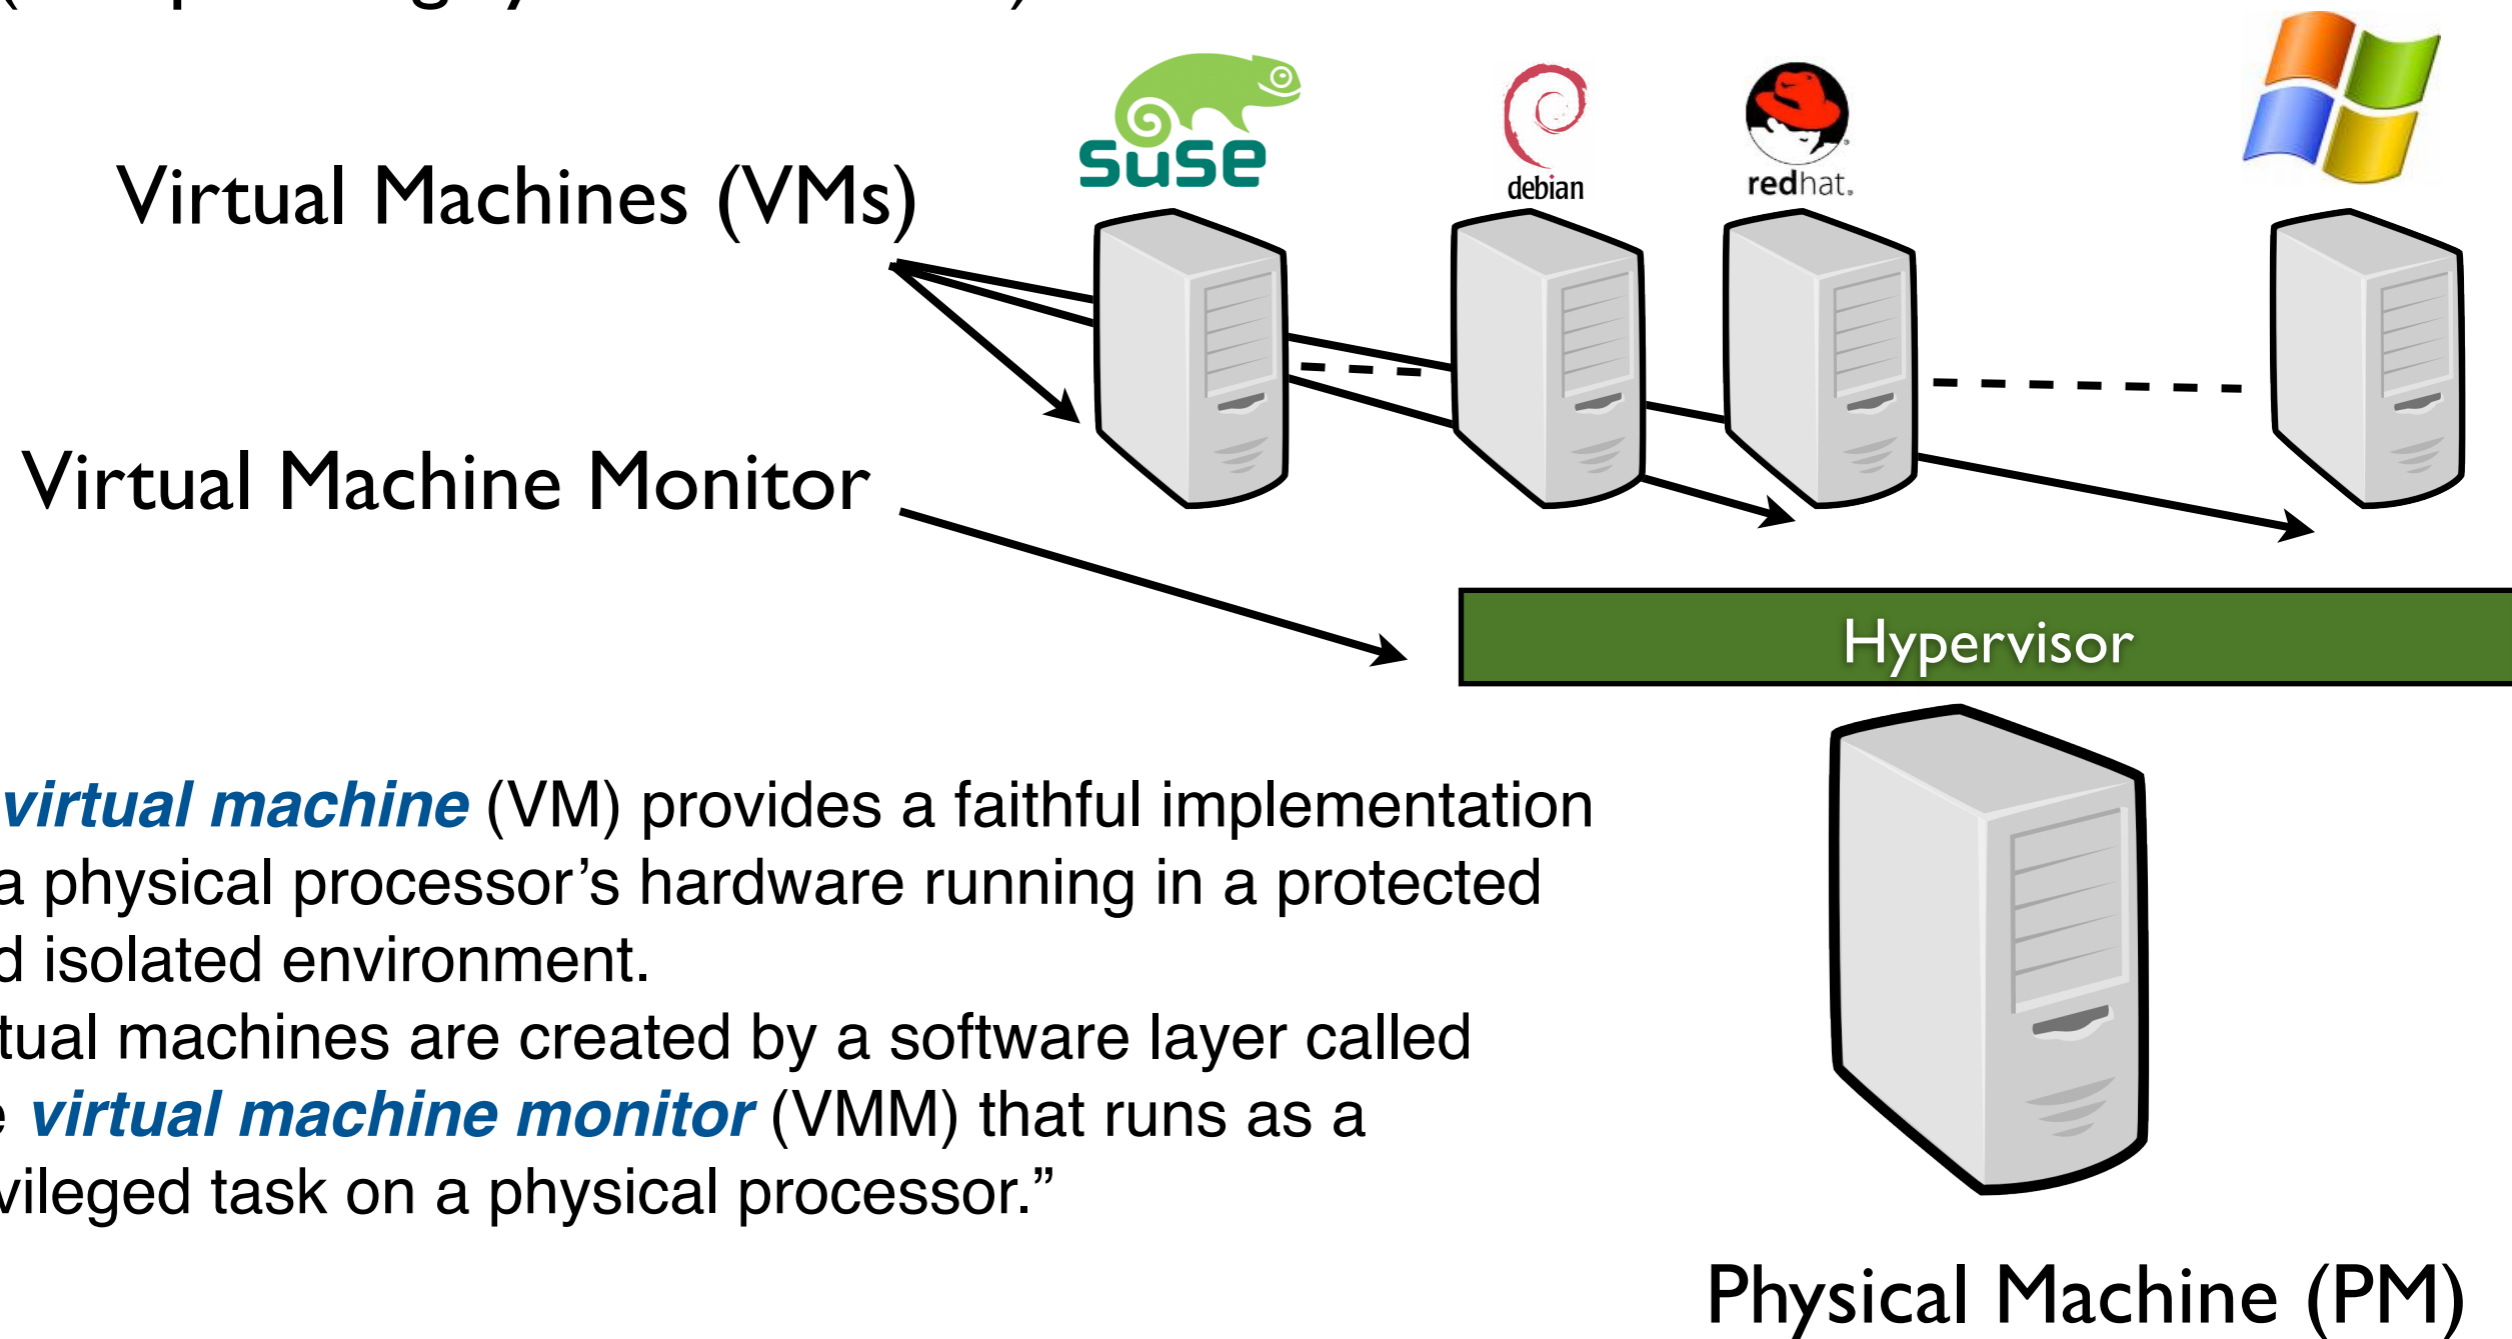 suse
debian
redhat.
Virtual Machines (VMs)
Virtual Machine Monitor
Hypervisor
virtual machine (VM) provides a faithful implementation
a physical processor’s hardware running in a protected
isolated environment.
machines are created by a software layer called
virtual machine monitor (VMM) that runs as a
task on a physical processor.”
Physical Machine (PM)